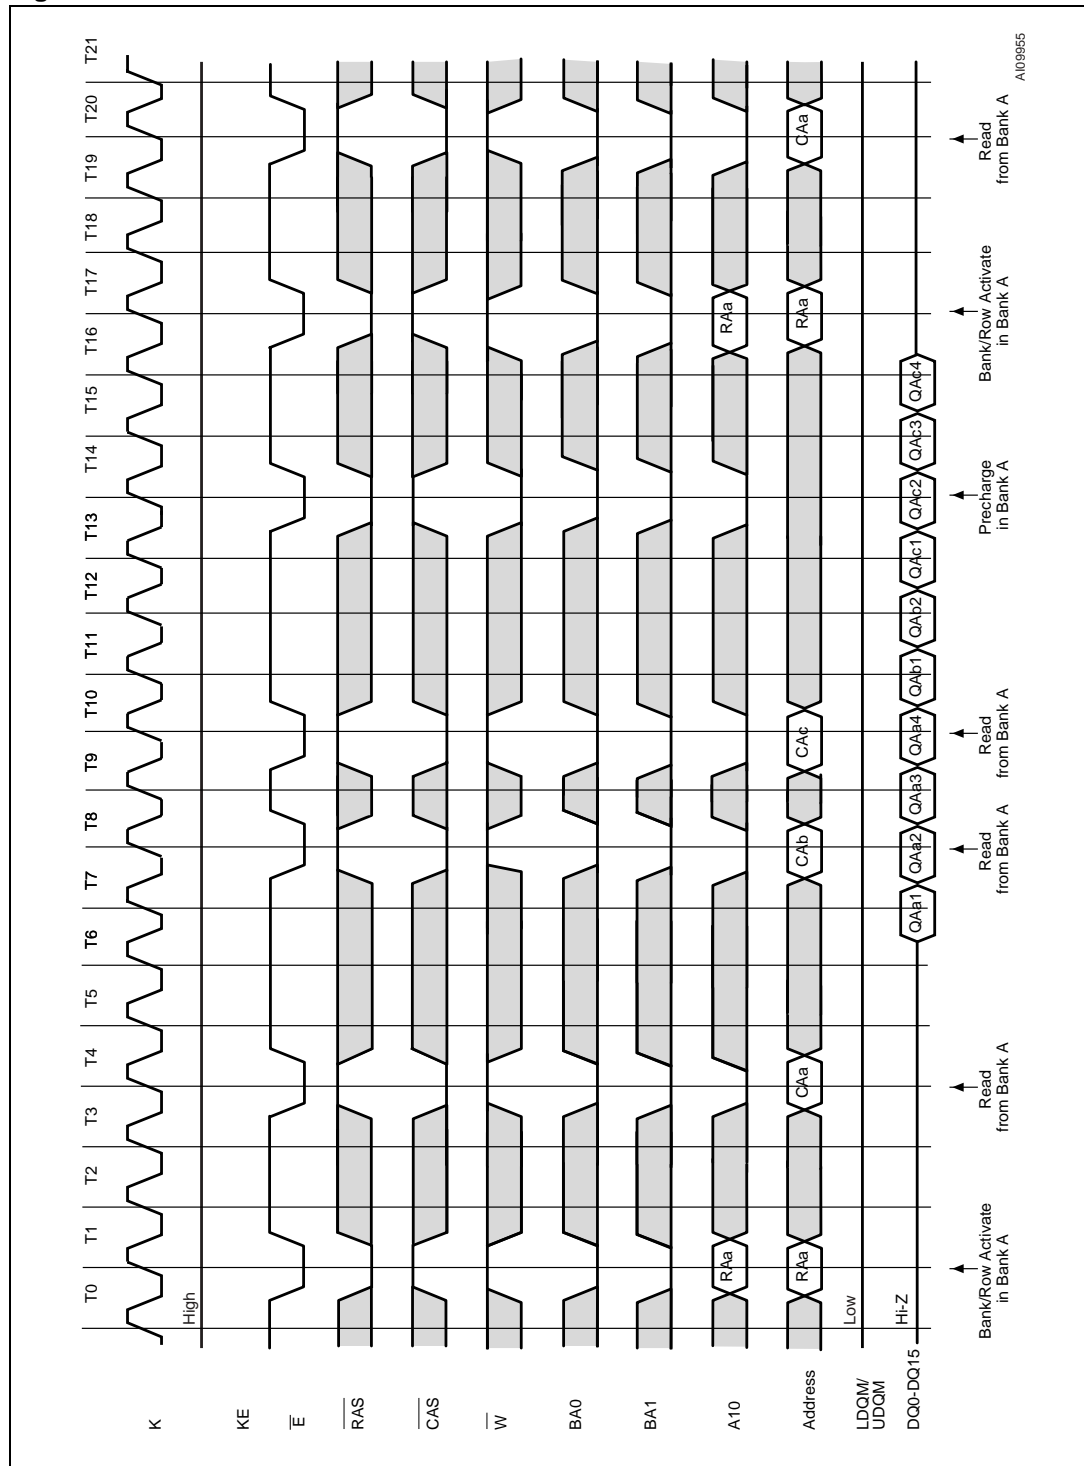 T0 T1 T2 T3 T4 T5 T6 T7 T8 T9 T10 T11 T12 T13 T14 T15 T16 T17 T18 T19 T20 T21
K
High
KE
E
RAS
CAS
W
BA0
BA1
RAa RAa
A10
RAa CAa CAb CAc RAa CAa
Address
Low
LDQM/
UDQM
Hi-Z
QAa1 QAa2 QAa3 QAa4 QAb1 QAb2 QAc1 QAc2 QAc3 QAc4
DQ0-DQ15
Bank/Row Activate
in Bank A
Read
from Bank A
Read
from Bank A
Read
from Bank A
Precharge
in Bank A
Bank/Row Activate
in Bank A
Read
from Bank A
AI09955